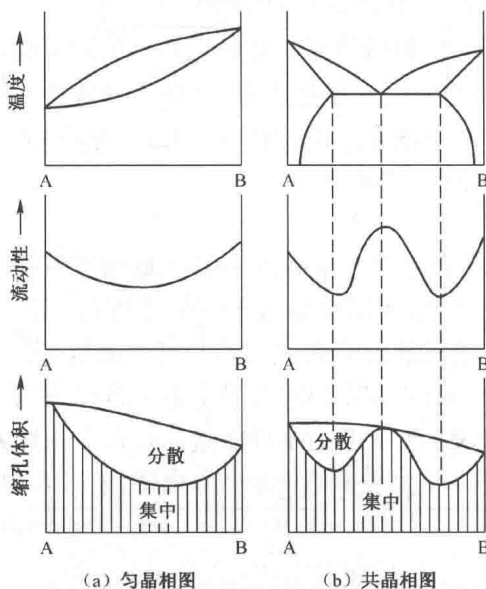 温度
A B A B
流动性
A B A B
缩孔体积
分散 分散
集中 集中
A B A B
(a) 匀晶相图 (b) 共晶相图